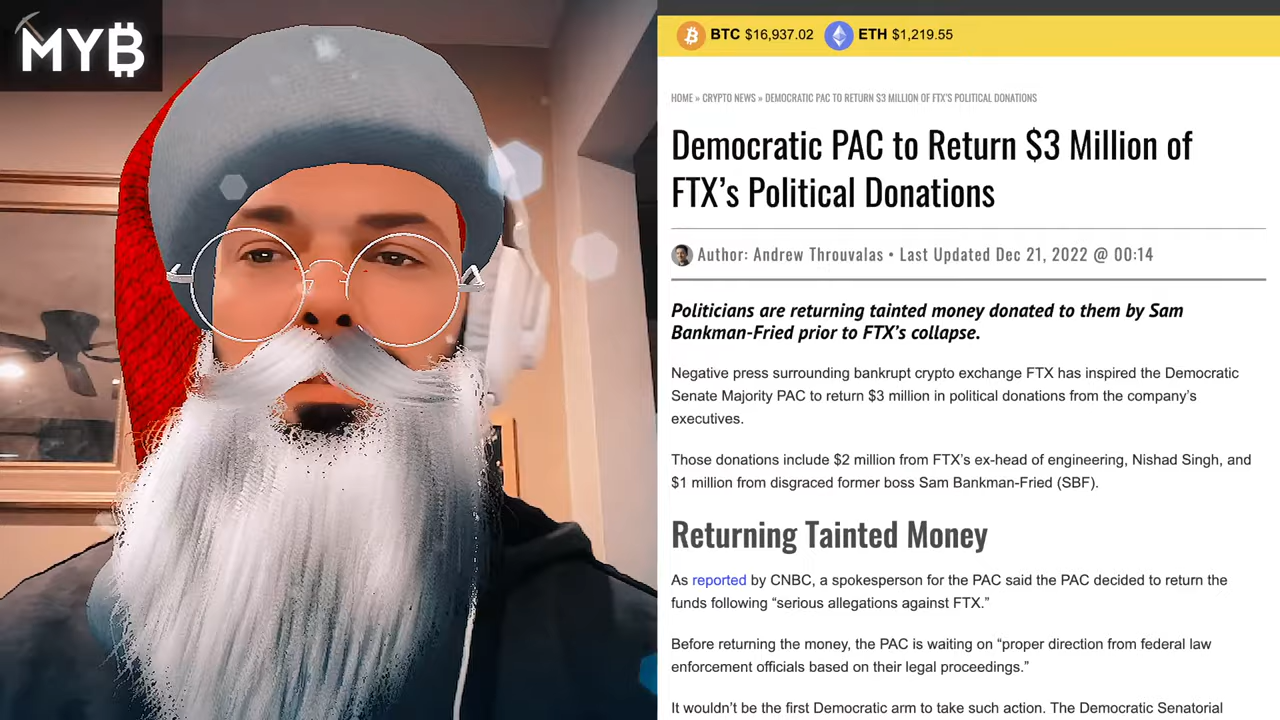 MYB
BTC $16,937.02 ETH $1,219.55
HOME » CRYPTO NEWS » DEMOCRATIC PAC TO RETURN $3 MILLION OF FTX'S POLITICAL DONATIONS
Democratic PAC to Return $3 Million of
FTX’s Political Donations
Author: Andrew Throuvalas • Last Updated Dec 21, 2022 @ 00:14
Politicians are returning tainted money donated to them by Sam
Bankman-Fried prior to FTX’s collapse.
Negative press surrounding bankrupt crypto exchange FTX has inspired the Democratic
Senate Majority PAC to return $3 million in political donations from the company’s
executives.
Those donations include $2 million from FTX’s ex-head of engineering, Nishad Singh, and
$1 million from disgraced former boss Sam Bankman-Fried (SBF).
Returning Tainted Money
As reported by CNBC, a spokesperson for the PAC said the PAC decided to return the
funds following “serious allegations against FTX.”
Before returning the money, the PAC is waiting on “proper direction from federal law
enforcement officials based on their legal proceedings.”
It wouldn’t be the first Democratic arm to take such action. The Democratic Senatorial